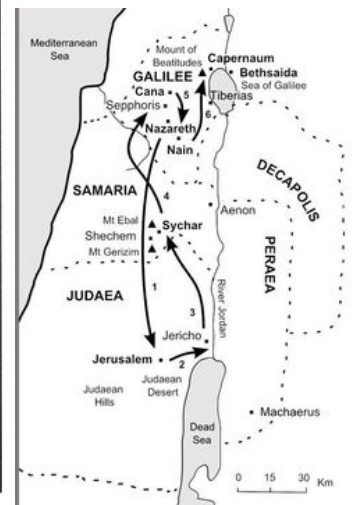 Mediterranean
Sea
Mount of
Beatitudes
Capernaum
Bethsaida
Sea of Galilee
GALILEE
Cana
5
Sepphoris
Tiberias
Nazareth
6
Nain
DECAPOLIS
SAMARIA
4
Aenon
Mt Ebal
Sychar
Shechem
Mt Gerizim
PERAEA
JUDAEA
1
3
River Jordan
Jericho
Jerusalem
2
Judaean
Desert
Judaean
Hills
Machaerus
Dead
Sea
0 15 30 Km